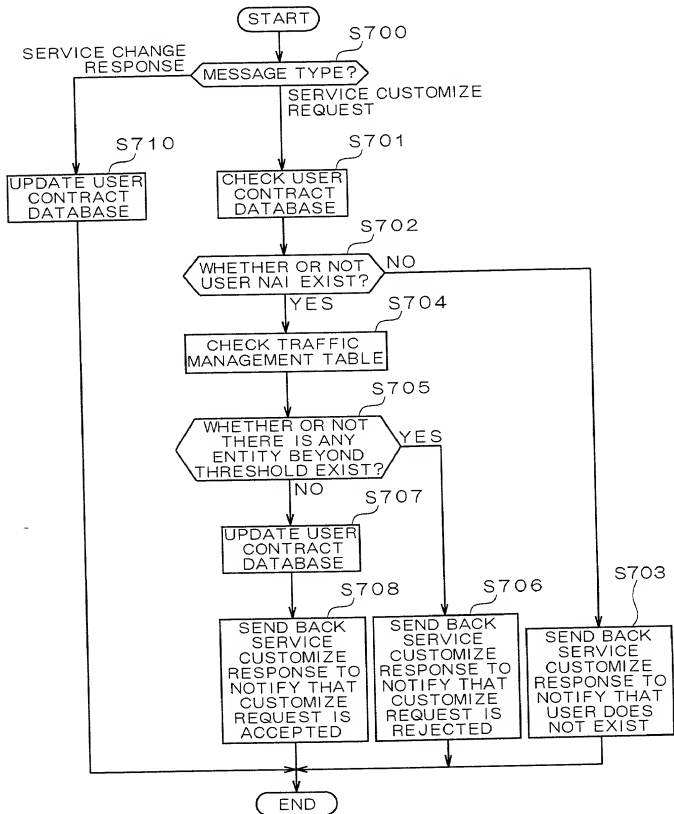 START
S700
SERVICE CHANGE
RESPONSE
MESSAGE TYPE?
SERVICE CUSTOMIZE
REQUEST
S710
S701
UPDATE USER
CONTRACT
DATABASE
CHECK USER
CONTRACT
DATABASE
S702
WHETHER OR NOT
USER NAI EXIST?
NO
YES
S704
CHECK TRAFFIC
MANAGEMENT TABLE
S705
WHETHER OR NOT
THERE IS ANY
ENTITY BEYOND
THRESHOLD EXIST?
YES
NO
S707
UPDATE USER
CONTRACT
DATABASE
S708
S706
S703
SEND BACK
SERVICE
CUSTOMIZE
RESPONSE TO
NOTIFY THAT
CUSTOMIZE
REQUEST IS
ACCEPTED
SEND BACK
SERVICE
CUSTOMIZE
RESPONSE TO
NOTIFY THAT
CUSTOMIZE
REQUEST IS
REJECTED
SEND BACK
SERVICE
CUSTOMIZE
RESPONSE TO
NOTIFY THAT
USER DOES
NOT EXIST
END